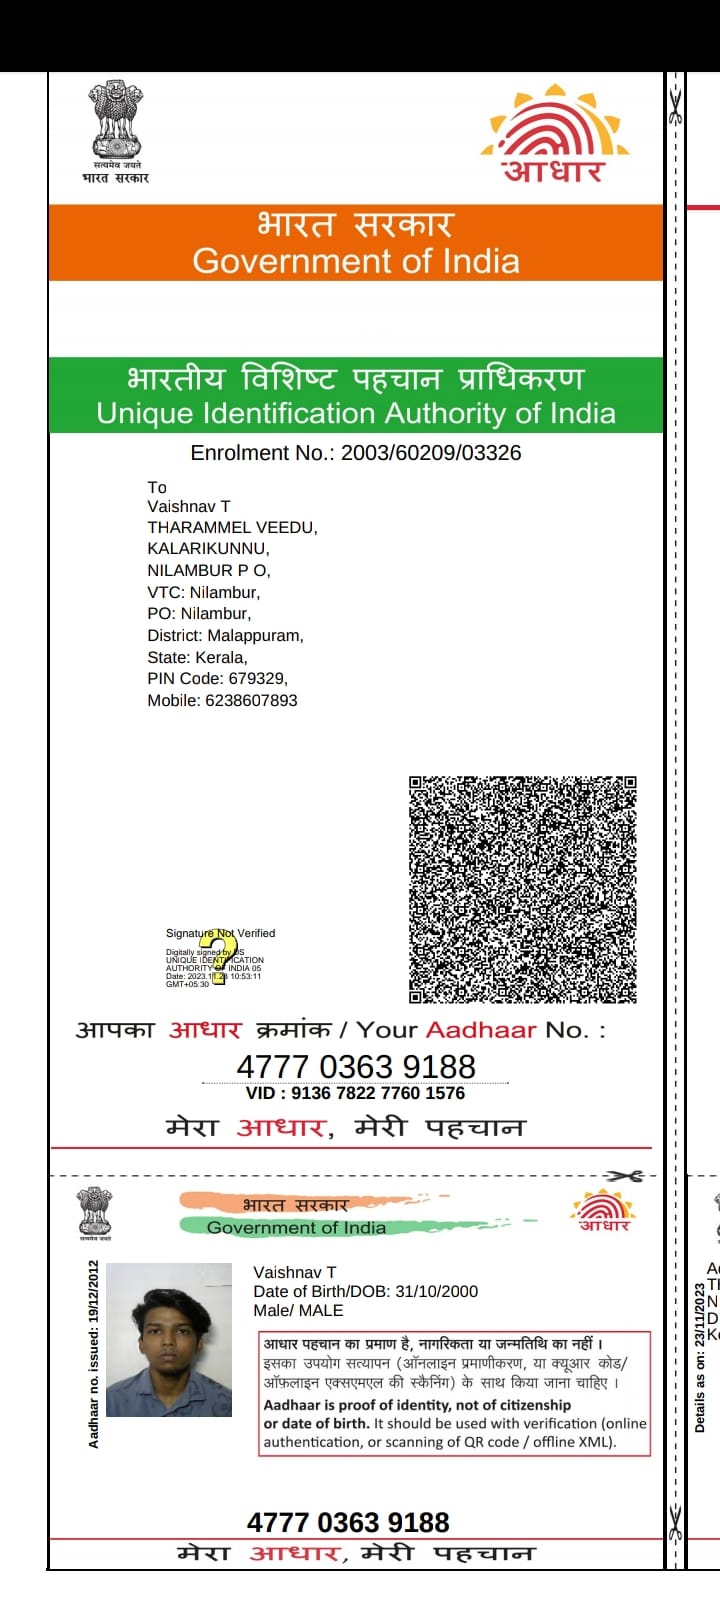 सत्यमेव जयते
भारत सरकार
आधार
भारत सरकार
Government of India
भारतीय विशिष्ट पहचान प्राधिकरण
Unique Identification Authority of India
Enrolment No.: 2003/60209/03326
To
Vaishnav T
THARAMMEL VEEDU,
KALARIKUNNU,
NILAMBUR P O,
VTC: Nilambur,
PO: Nilambur,
District: Malappuram,
State: Kerala,
PIN Code: 679329,
Mobile: 6238607893
Signature Not Verified
Digitally signed by DS
UNIQUE IDENTIFICATION
AUTHORITY OF INDIA 05
Date: 2023.11.23 10:53:11
GMT+05:30
आपका आधार क्रमांक / Your Aadhaar No. :
4777 0363 9188
VID : 9136 7822 7760 1576
मेरा आधार, मेरी पहचान
भारत सरकार
Government of India
आधार
Aadhaar no. issued: 19/12/2012
Vaishnav T
Date of Birth/DOB: 31/10/2000
Male/ MALE
आधार पहचान का प्रमाण है, नागरिकता या जन्मतिथि का नहीं ।
इसका उपयोग सत्यापन (ऑनलाइन प्रमाणीकरण, या क्यूआर कोड/
ऑफ़लाइन एक्सएमएल की स्कैनिंग) के साथ किया जाना चाहिए ।
Aadhaar is proof of identity, not of citizenship
or date of birth. It should be used with verification (online
authentication, or scanning of QR code / offline XML).
4777 0363 9188
मेरा आधार, मेरी पहचान
Details as on: 23/11/2023